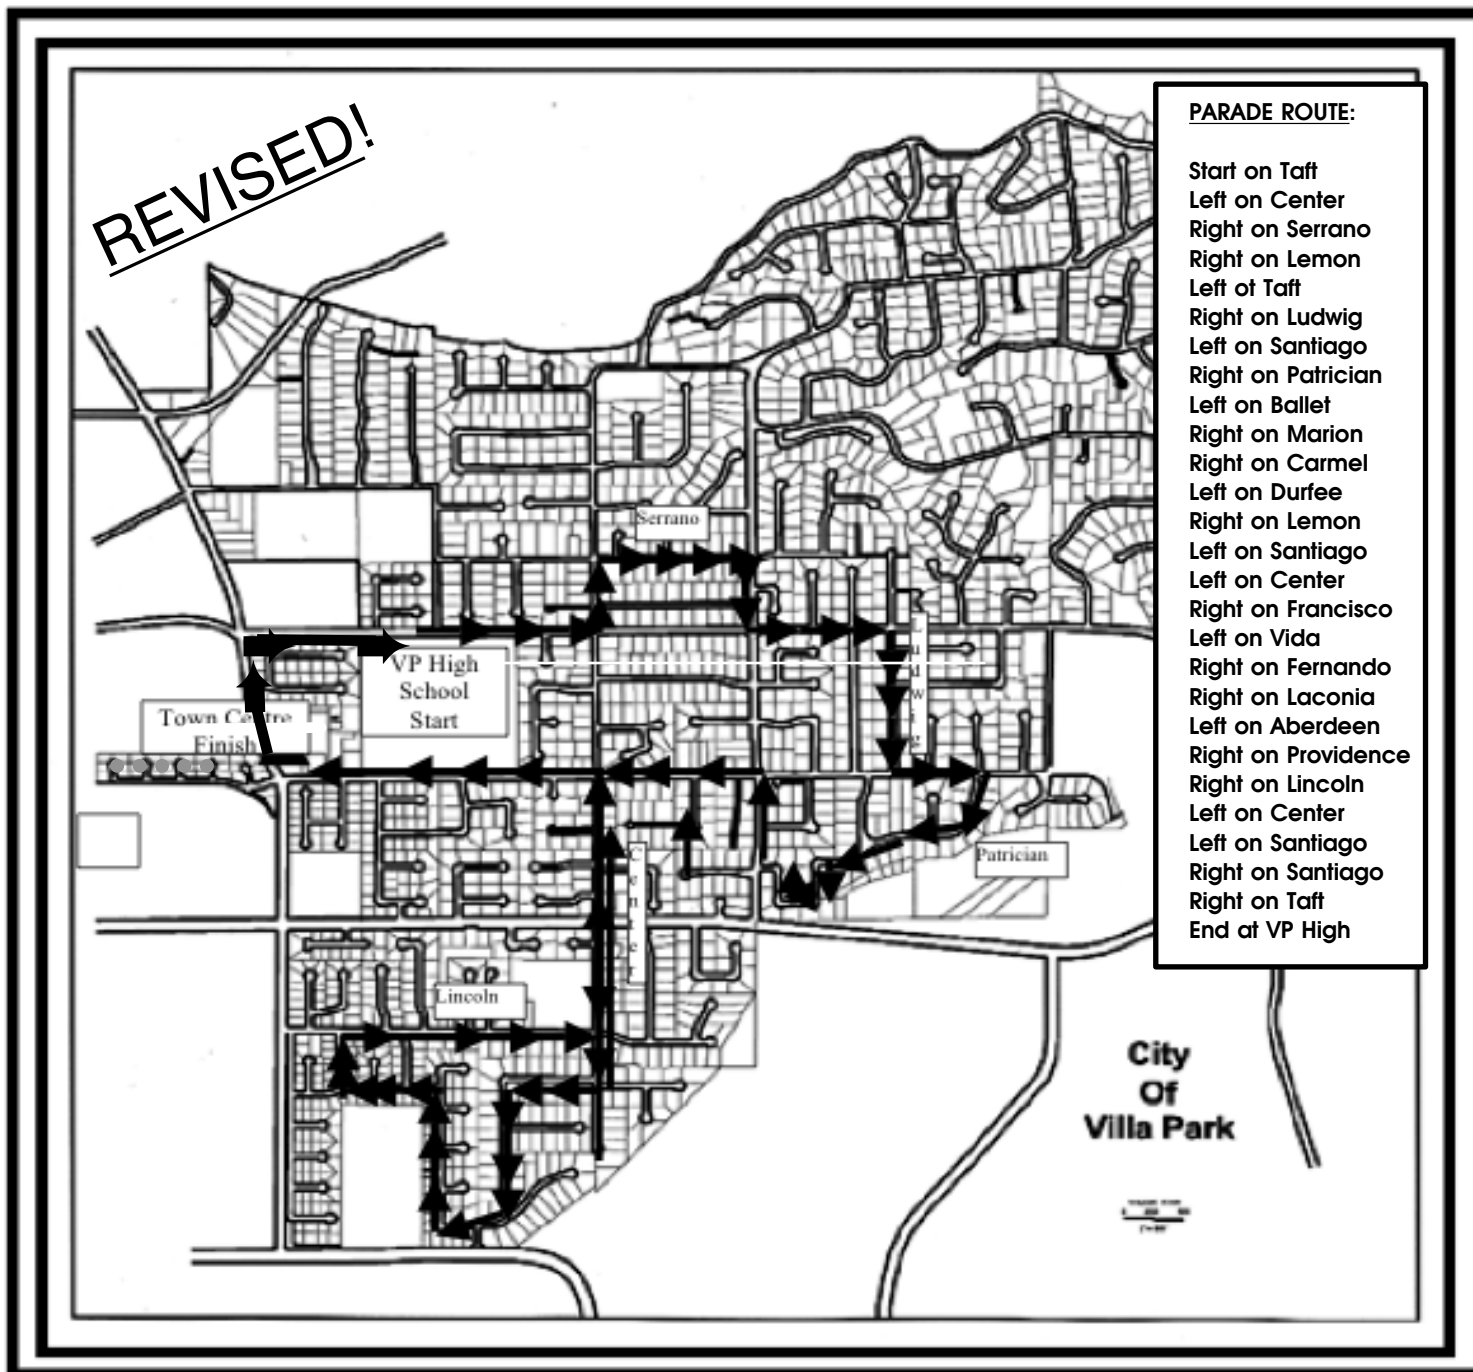 REVISED!
PARADE ROUTE:
Start on Taft
Left on Center
Right on Serrano
Right on Lemon
Left ot Taft
Right on Ludwig
Left on Santiago
Right on Patrician
Left on Ballet
Right on Marion
Right on Carmel
Left on Durfee
Right on Lemon
Left on Santiago
Left on Center
Right on Francisco
Left on Vida
Right on Fernando
Right on Laconia
Left on Aberdeen
Right on Providence
Right on Lincoln
Left on Center
Left on Santiago
Right on Santiago
Right on Taft
End at VP High
Serrano
Ludwig
VP High
School
Start
Town Centre
Finish
Patrician
Center
Lincoln
City
Of
Villa Park